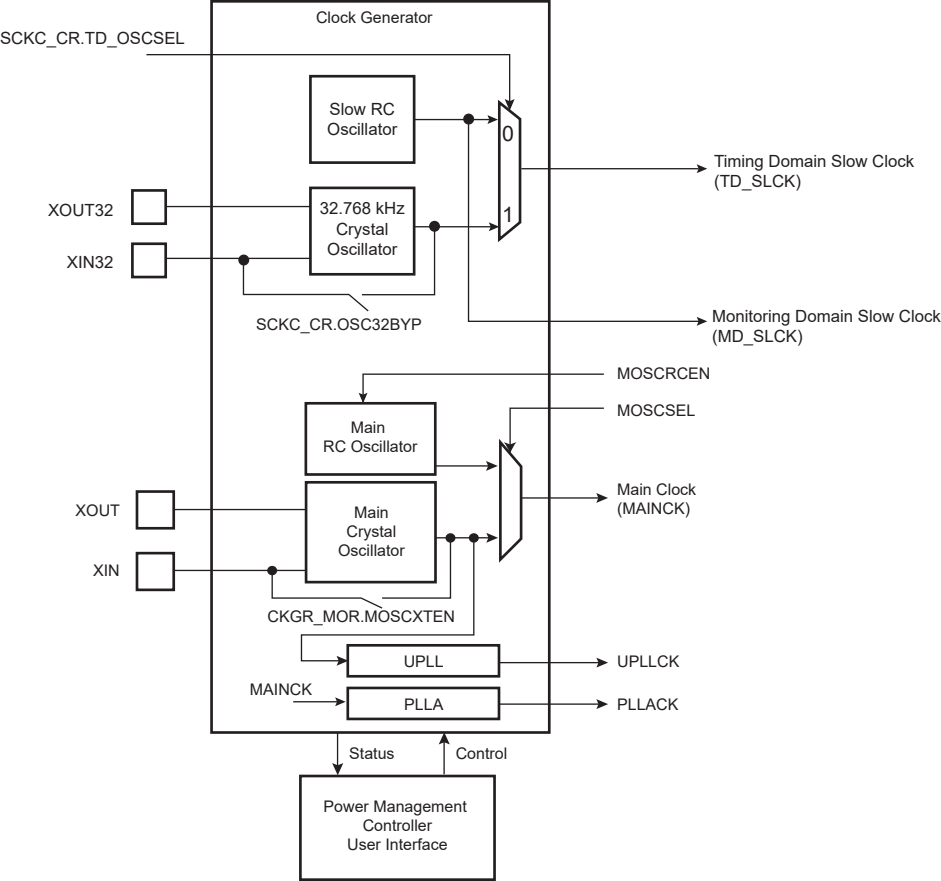 Clock Generator
SCKC_CR.TD_OSCSEL
Slow RC
Oscillator
0
Timing Domain Slow Clock
(TD_SLCK)
XOUT32
32.768 kHz
Crystal
Oscillator
1
XIN32
SCKC_CR.OSC32BYP
Monitoring Domain Slow Clock
(MD_SLCK)
MOSCRCEN
MOSCSEL
Main
RC Oscillator
Main Clock
(MAINCK)
XOUT
Main
Crystal
Oscillator
XIN
CKGR_MOR.MOSCXTEN
UPLL
UPLLCK
MAINCK
PLLA
PLLACK
Status
Control
Power Management
Controller
User Interface